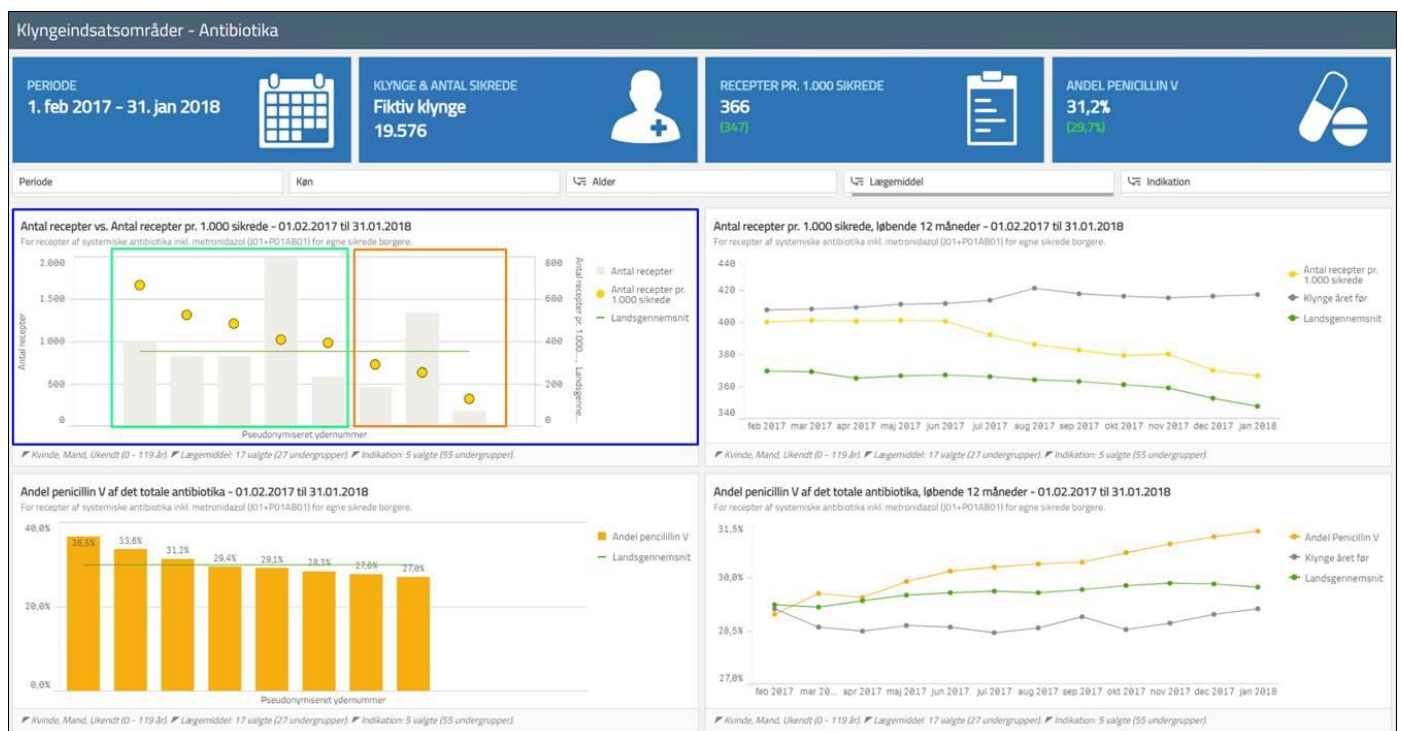 Klyngeindsatsområder - Antibiotika
PERIODE
1. feb 2017 - 31. jan 2018
KLYNGE & ANTAL SIKREDE
Fiktiv klynge
19.576
RECEPTER PR. 1.000 SIKREDE
366
(347)
ANDEL PENICILLIN V
31,2%
(29,7%)
Periode
Køn
Alder
Lægemiddel
Indikation
Antal recepter vs. Antal recepter pr. 1.000 sikrede - 01.02.2017 til 31.01.2018
For recepter af systemiske antibiotika inkl. metronidazol (J01+P01AB01) for egne sikrede borgere.
2.000
1.500
1.000
500
0
Antal recepter
800
600
400
200
0
Antal recepter pr. 1.000..., Landsgenne...
Pseudonymiseret ydernummer
Antal recepter
Antal recepter pr.
1.000 sikrede
Landsgennemsnit
Kvinde, Mand, Ukendt (0 - 119 år). Lægemiddel: 17 valgte (27 undergrupper). Indikation: 5 valgte (55 undergrupper).
Antal recepter pr. 1.000 sikrede, løbende 12 måneder - 01.02.2017 til 31.01.2018
For recepter af systemiske antibiotika inkl. metronidazol (J01+P01AB01) for egne sikrede borgere.
440
420
400
380
360
340
feb 2017 mar 2017 apr 2017 maj 2017 jun 2017 jul 2017 aug 2017 sep 2017 okt 2017 nov 2017 dec 2017 jan 2018
Antal recepter pr.
1.000 sikrede
Klynge året før
Landsgennemsnit
Kvinde, Mand, Ukendt (0 - 119 år). Lægemiddel: 17 valgte (27 undergrupper). Indikation: 5 valgte (55 undergrupper).
Andel penicillin V af det totale antibiotika - 01.02.2017 til 31.01.2018
For recepter af systemiske antibiotika inkl. metronidazol (J01+P01AB01) for egne sikrede borgere.
40,0%
20,0%
0,0%
36,5% 33,6% 31,2% 29,4% 29,1% 28,3% 27,0% 27,0%
Pseudonymiseret ydernummer
Andel pencilillin V
Landsgennemsnit
Kvinde, Mand, Ukendt (0 - 119 år). Lægemiddel: 17 valgte (27 undergrupper). Indikation: 5 valgte (55 undergrupper).
Andel penicillin V af det totale antibiotika, løbende 12 måneder - 01.02.2017 til 31.01.2018
For recepter af systemiske antibiotika inkl. metronidazol (J01+P01AB01) for egne sikrede borgere.
31,5%
30,0%
28,5%
27,0%
feb 2017 mar 20... apr 2017 maj 2017 jun 2017 jul 2017 aug 2017 sep 2017 okt 2017 nov 2017 dec 2017 jan 2018
Andel Penicillin V
Klynge året før
Landsgennemsnit
Kvinde, Mand, Ukendt (0 - 119 år). Lægemiddel: 17 valgte (27 undergrupper). Indikation: 5 valgte (55 undergrupper).